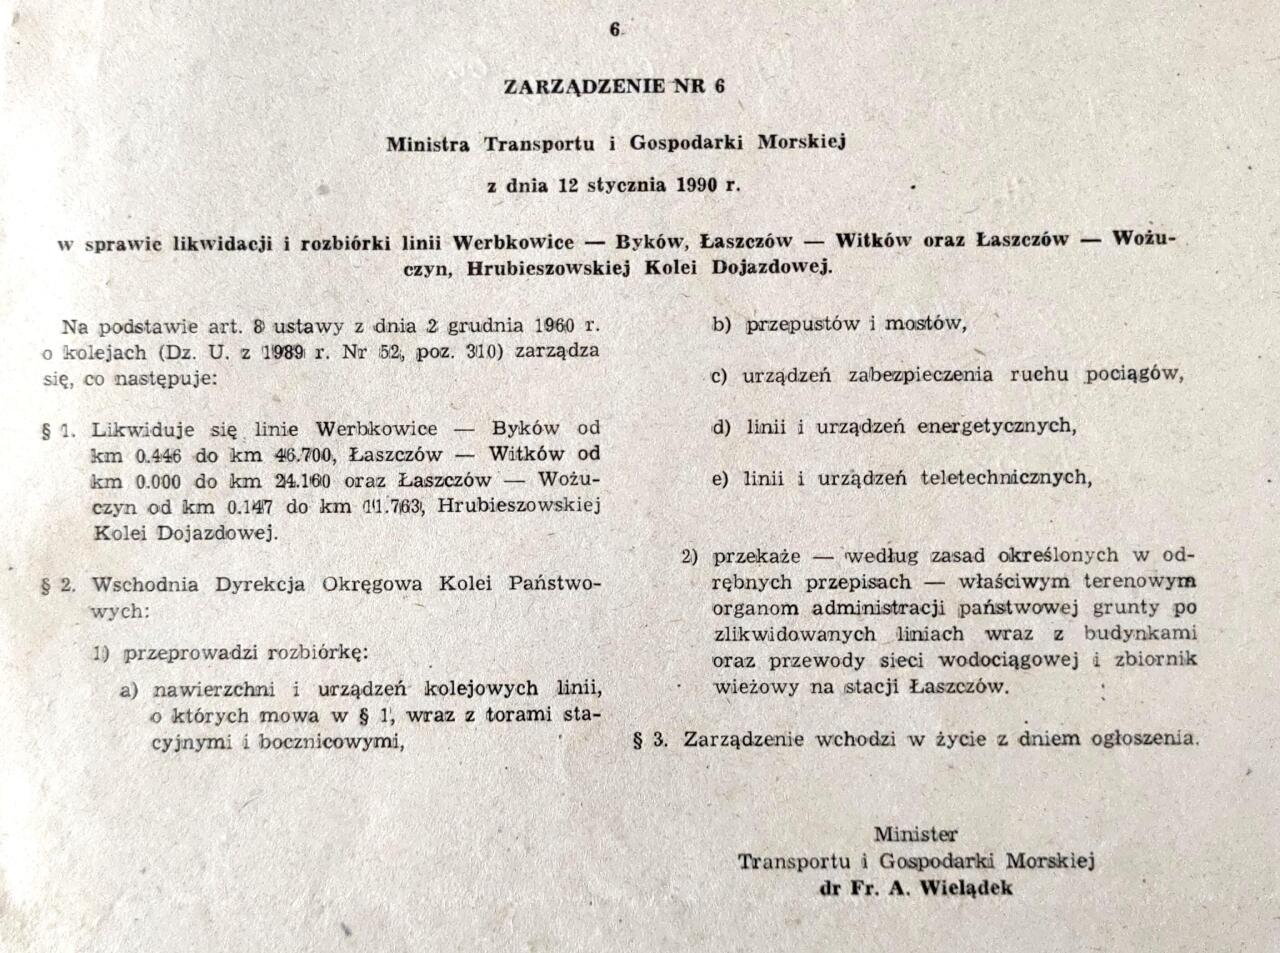 6
ZARZĄDZENIE NR 6
Ministra Transportu i Gospodarki Morskiej
z dnia 12 stycznia 1990 r.
w sprawie likwidacji i rozbiórki linii Werbkowice — Byków, Łaszczów — Witków oraz Łaszczów — Wożu-
czyn, Hrubieszowskiej Kolei Dojazdowej.
Na podstawie art. 8 ustawy z dnia 2 grudnia 1960 r.
o kolejach (Dz. U. z 1989 r. Nr 52, poz. 310) zarządza
się, co następuje:
§ 1. Likwiduje się linie Werbkowice — Byków od
km 0.446 do km 46.700, Łaszczów — Witków od
km 0.000 do km 24.160 oraz Łaszczów — Wożu-
czyn od km 0.147 do km 11.763, Hrubieszowskiej
Kolei Dojazdowej.
§ 2. Wschodnia Dyrekcja Okręgowa Kolei Państwo-
wych:
1) przeprowadzi rozbiórkę:
a) nawierzchni i urządzeń kolejowych linii,
o których mowa w § 1, wraz z torami sta-
cyjnymi i bocznicowymi,
b) przepustów i mostów,
c) urządzeń zabezpieczenia ruchu pociągów,
d) linii i urządzeń energetycznych,
e) linii i urządzeń teletechnicznych,
2) przekaże — według zasad określonych w od-
rębnych przepisach — właściwym terenowym
organom administracji państwowej grunty po
zlikwidowanych liniach wraz z budynkami
oraz przewody sieci wodociągowej i zbiornik
wieżowy na stacji Łaszczów.
§ 3. Zarządzenie wchodzi w życie z dniem ogłoszenia.
Minister
Transportu i Gospodarki Morskiej
dr Fr. A. Wielądek